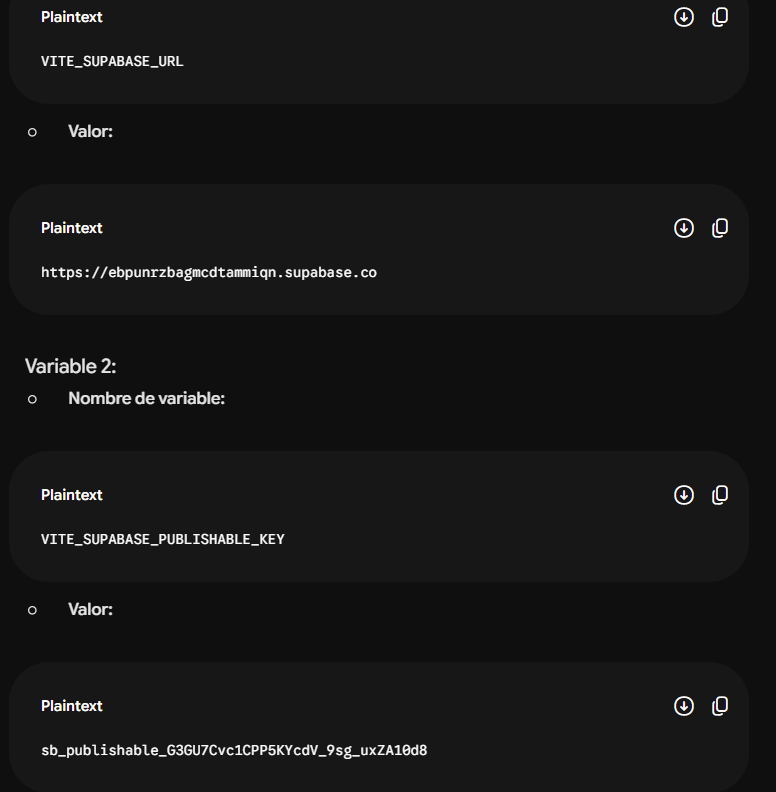 Plaintext
VITE_SUPABASE_URL
Valor:
Plaintext
https://ebpunrzbagmcdtammiqn.supabase.co
Variable 2:
Nombre de variable:
Plaintext
VITE_SUPABASE_PUBLISHABLE_KEY
Valor:
Plaintext
sb_publishable_G3GU7Cvc1CPP5KYcdV_9sg_uxZA10d8